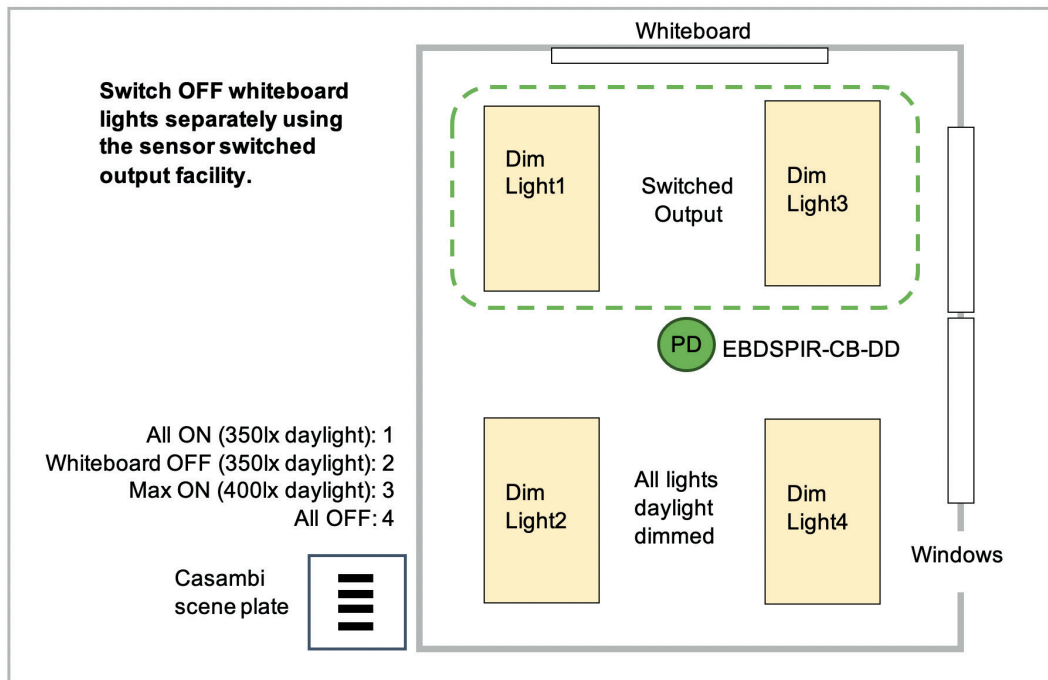 Whiteboard
Switch OFF whiteboard
lights separately using
the sensor switched
output facility.
Dim
Light1
Switched
Output
Dim
Light3
PD
EBDSPIR-CB-DD
All ON (350lx daylight): 1
Whiteboard OFF (350lx daylight): 2
Max ON (400lx daylight): 3
All OFF: 4
Dim
Light2
All lights
daylight
dimmed
Dim
Light4
Windows
Casambi
scene plate